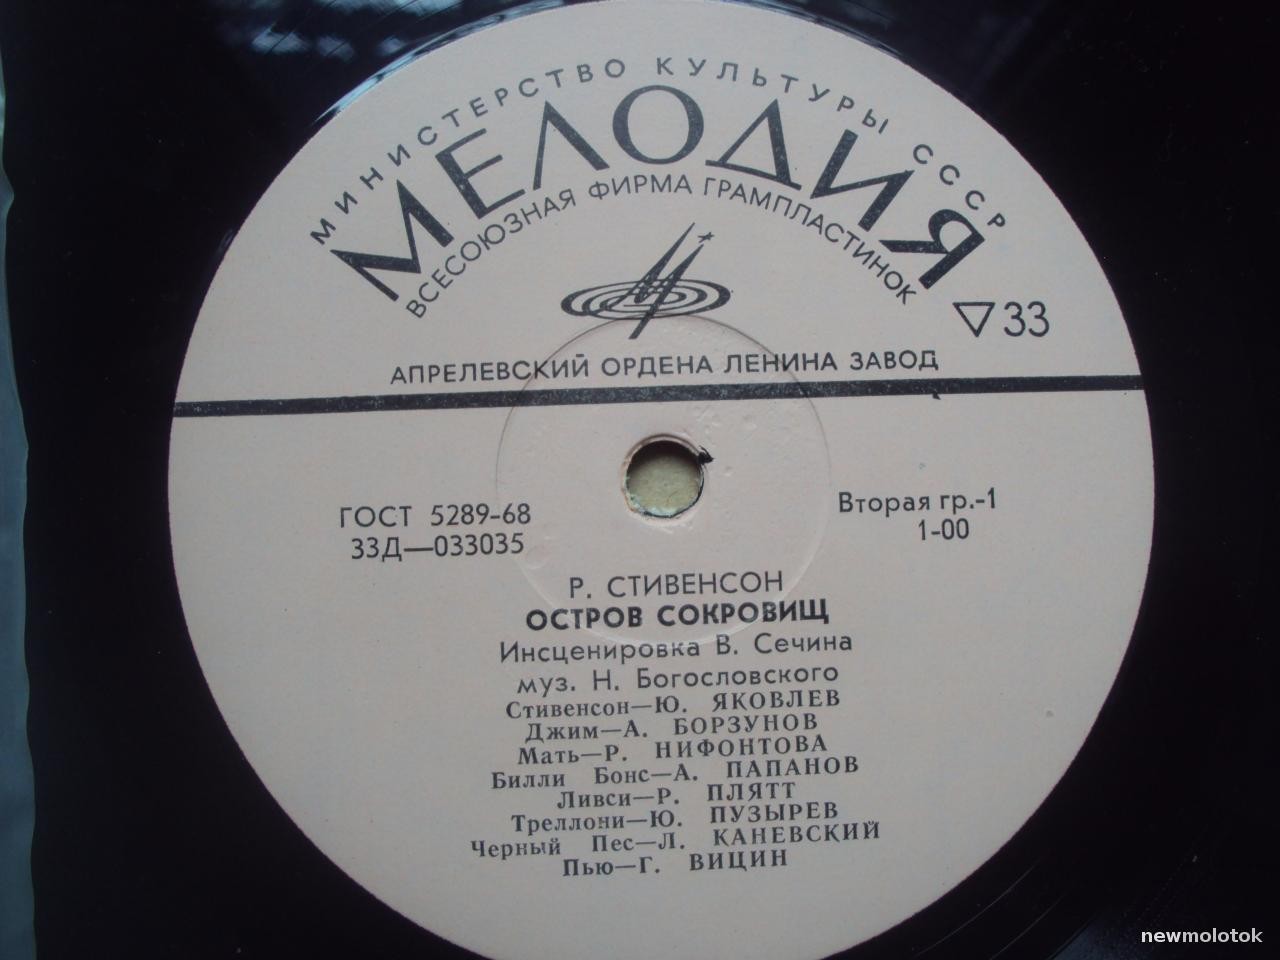 МИНИСТЕРСТВО КУЛЬТУРЫ СССР
МЕЛОДИЯ
ВСЕСОЮЗНАЯ ФИРМА ГРАМПЛАСТИНОК
▽33
АПРЕЛЕВСКИЙ ОРДЕНА ЛЕНИНА ЗАВОД
ГОСТ 5289-68
33Д—033035
Вторая гр.-1
1-00
Р. СТИВЕНСОН
ОСТРОВ СОКРОВИЩ
Инсценировка В. Сечина
муз. Н. Богословского
Стивенсон—Ю. ЯКОВЛЕВ
Джим—А. БОРЗУНОВ
Мать—Р. НИФОНТОВА
Билли Бонс—А. ПАПАНОВ
Ливси—Р. ПЛЯТТ
Треллони—Ю. ПУЗЫРЕВ
Черный Пес—Л. КАНЕВСКИЙ
Пью—Г. ВИЦИН
newmolotok